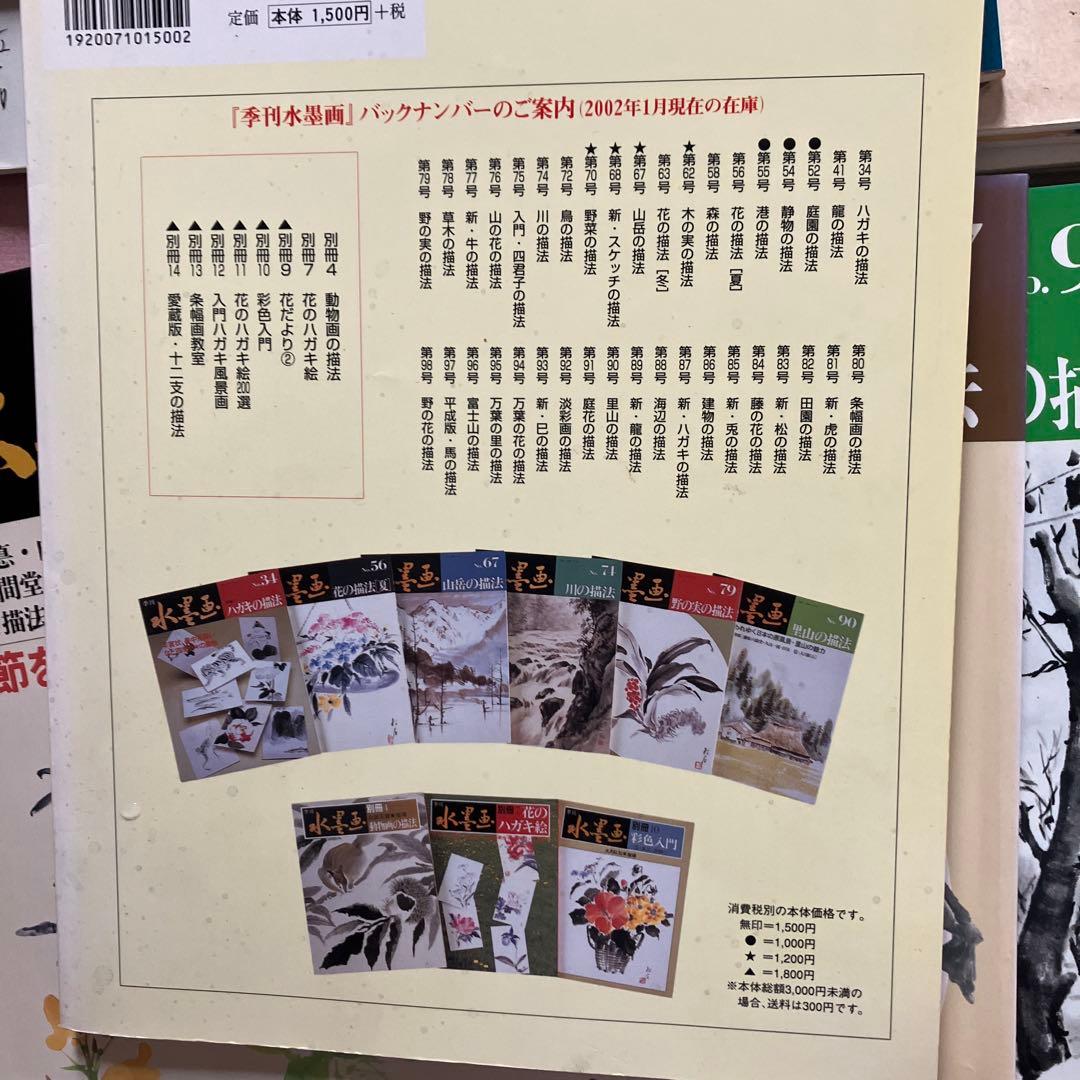 1920071015002
定価 本体 1,500円 +税
『季刊水墨画』バックナンバーのご案内(2002年1月現在の在庫)
第34号 ハガキの描法
第41号 龍の描法
●第52号 庭園の描法
●第54号 静物の描法
●第55号 港の描法
第56号 花の描法[夏]
第58号 森の描法
★第62号 木の実の描法
第63号 花の描法[冬]
★第67号 山岳の描法
★第68号 新・スケッチの描法
★第70号 野菜の描法
第72号 鳥の描法
第74号 川の描法
第75号 入門・四君子の描法
第76号 山の花の描法
第77号 新・牛の描法
第78号 草木の描法
第79号 野の実の描法
第80号 条幅画の描法
第81号 新・虎の描法
第82号 田園の描法
第83号 新・松の描法
第84号 藤の花の描法
第85号 新・兎の描法
第86号 建物の描法
第87号 新・ハガキの描法
第88号 海辺の描法
第89号 新・龍の描法
第90号 里山の描法
第91号 庭花の描法
第92号 淡彩画の描法
第93号 新・巳の描法
第94号 万葉の花の描法
第95号 万葉の里の描法
第96号 富士山の描法
第97号 平成版・馬の描法
第98号 野の花の描法
別冊4 動物画の描法
別冊7 花のハガキ絵
▲別冊9 花だより②
▲別冊10 彩色入門
▲別冊11 花のハガキ絵200選
▲別冊12 入門ハガキ風景画
▲別冊13 条幅画教室
▲別冊14 愛蔵版・十二支の描法
季刊 水墨画 No.34 ハガキの描法
墨画 No.56 花の描法[夏]
墨画 No.67 山岳の描法
墨画 No.74 川の描法
墨画 No.79 野の実の描法
墨画 No.90 里山の描法
季刊 水墨画 別冊4 動物画の描法
季刊 水墨画 別冊 花のハガキ絵
季刊 水墨画 別冊10 彩色入門
消費税別の本体価格です。
無印=1,500円
● =1,000円
★ =1,200円
▲ =1,800円
※本体総額3,000円未満の
場合、送料は300円です。
間堂
描法
節を
o.9
の描